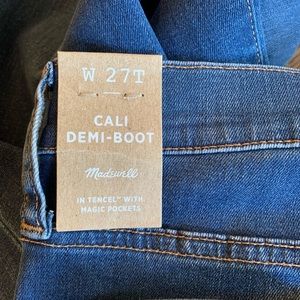 W 27T
CALI
DEMI-BOOT
Madewell
IN TENCEL™ WITH
MAGIC POCKETS